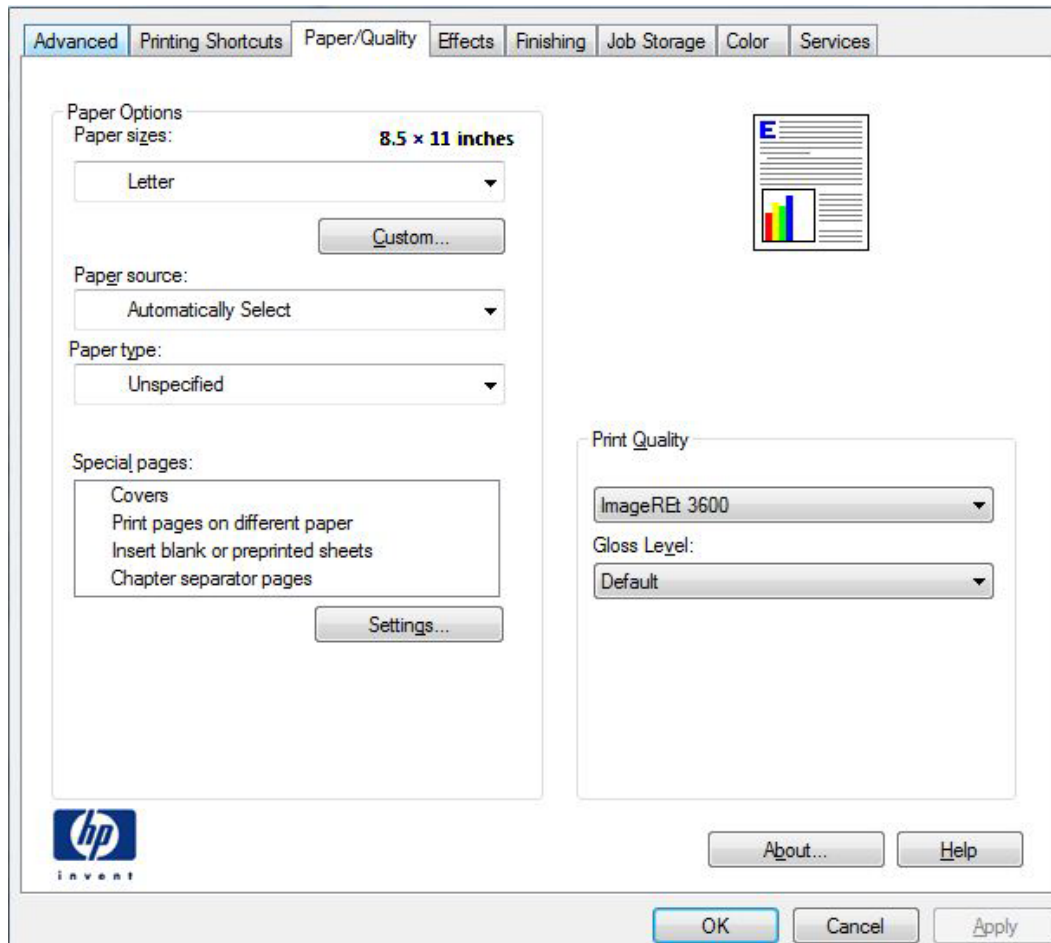 Advanced Printing Shortcuts Paper/Quality Effects Finishing Job Storage Color Services
Paper Options
Paper sizes: 8.5 × 11 inches
Letter
Custom...
Paper source:
Automatically Select
Paper type:
Unspecified
Special pages:
Covers
Print pages on different paper
Insert blank or preprinted sheets
Chapter separator pages
Settings...
E
Print Quality
ImageREt 3600
Gloss Level:
Default
hp
invent
About... Help
OK Cancel Apply